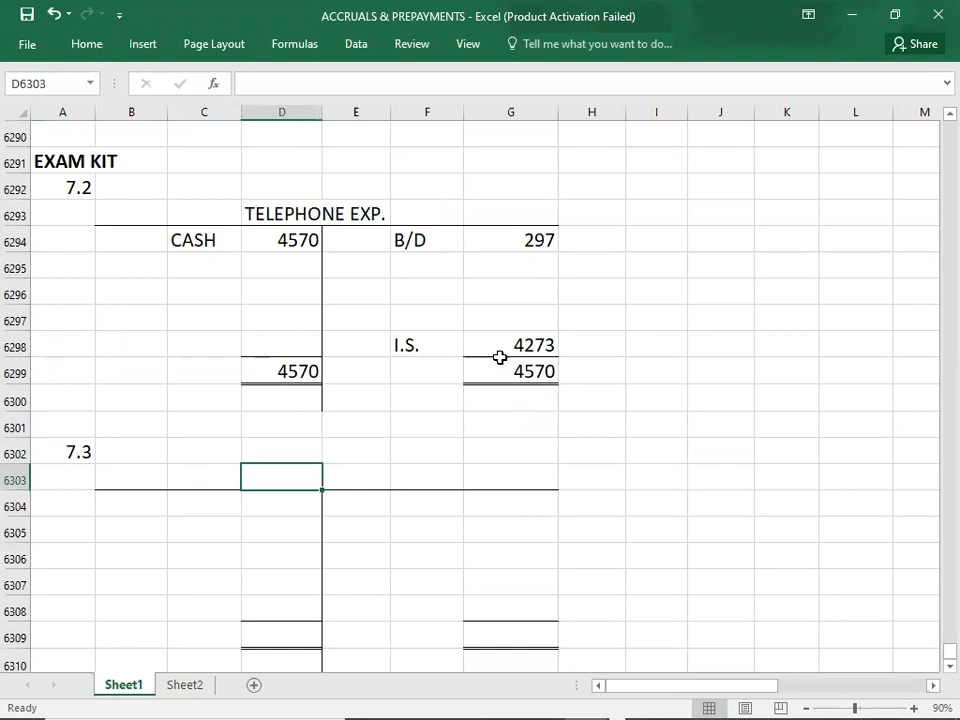 ACCRUALS & PREPAYMENTS - Excel (Product Activation Failed)
File Home Insert Page Layout Formulas Data Review View Tell me what you want to do... Share
D6303 fx
A B C D E F G H I J K L M
6290
6291 EXAM KIT
6292 7.2
6293 TELEPHONE EXP.
6294 CASH 4570 B/D 297
6295
6296
6297
6298 I.S. 4273
6299 4570 4570
6300
6301
6302 7.3
6303
6304
6305
6306
6307
6308
6309
6310
Sheet1 Sheet2
Ready 90%